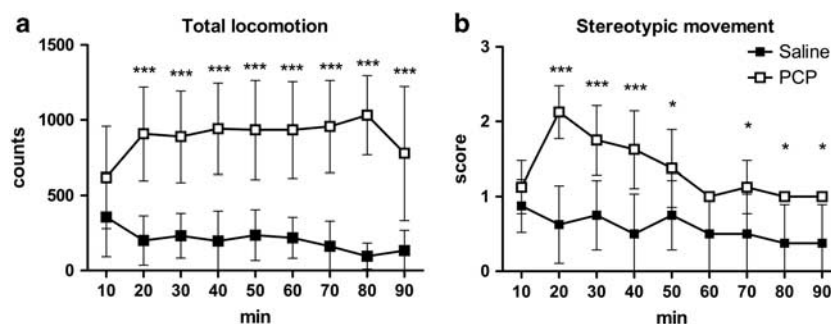 a Total locomotion
1500
1000
500
0
counts
*** *** *** *** *** *** *** ***
10 20 30 40 50 60 70 80 90
min
b Stereotypic movement
3
2
1
0
score
Saline
PCP
*** *** *** * * * *
10 20 30 40 50 60 70 80 90
min